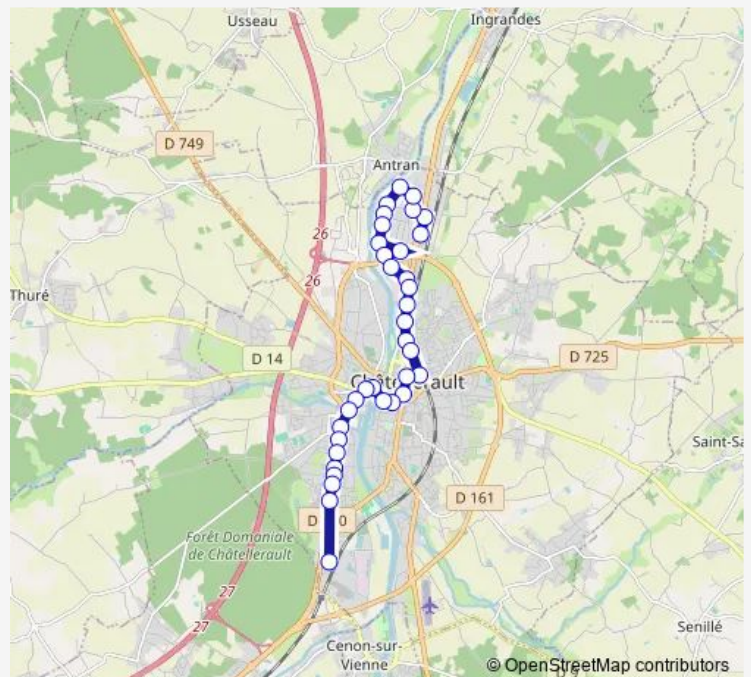 Usseau
Ingrandes
D 749
Antran
26
26
Thuré
D 14
D 725
Saint-Sa
D 161
Forêt Domaniale
de Châtellerault
27
27
Senillé
Cenon-sur-
Vienne
© OpenStreetMap contributors